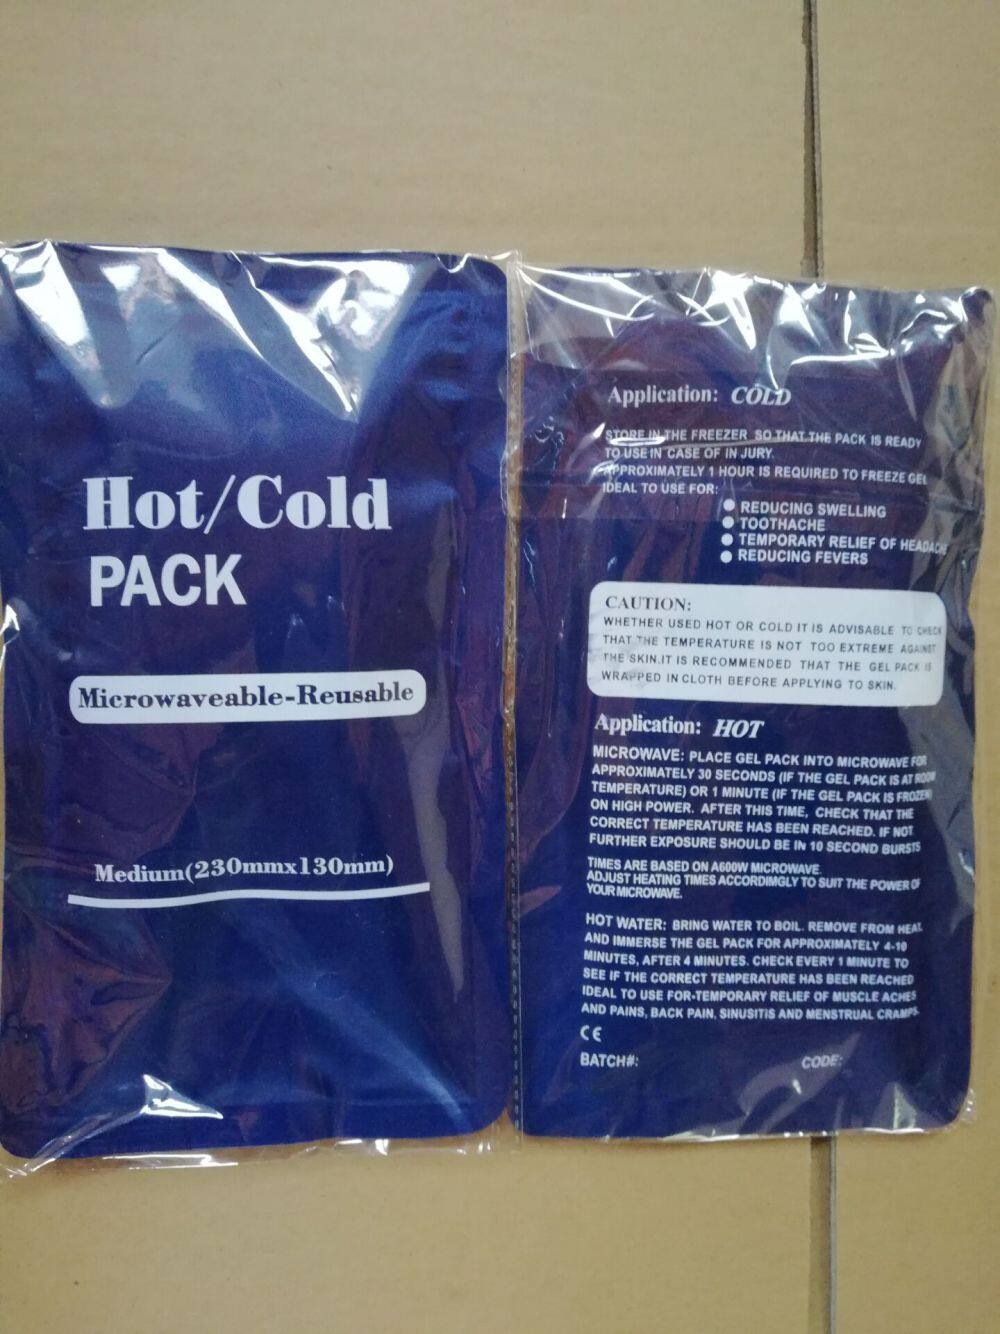 Hot/Cold
PACK
Microwaveable-Reusable
Medium(230mmx130mm)
Application: COLD
STORE IN THE FREEZER SO THAT THE PACK IS READY
TO USE IN CASE OF IN JURY.
APPROXIMATELY 1 HOUR IS REQUIRED TO FREEZE GEL
IDEAL TO USE FOR:
● REDUCING SWELLING
● TOOTHACHE
● TEMPORARY RELIEF OF HEADACHE
● REDUCING FEVERS
CAUTION:
WHETHER USED HOT OR COLD IT IS ADVISABLE TO CHECK
THAT THE TEMPERATURE IS NOT TOO EXTREME AGAINST
THE SKIN.IT IS RECOMMENDED THAT THE GEL PACK IS
WRAPPED IN CLOTH BEFORE APPLYING TO SKIN.
Application: HOT
MICROWAVE: PLACE GEL PACK INTO MICROWAVE FOR
APPROXIMATELY 30 SECONDS (IF THE GEL PACK IS AT ROOM
TEMPERATURE) OR 1 MINUTE (IF THE GEL PACK IS FROZEN)
ON HIGH POWER. AFTER THIS TIME, CHECK THAT THE
CORRECT TEMPERATURE HAS BEEN REACHED. IF NOT
FURTHER EXPOSURE SHOULD BE IN 10 SECOND BURSTS
TIMES ARE BASED ON A600W MICROWAVE.
ADJUST HEATING TIMES ACCORDIMGLY TO SUIT THE POWER OF
YOUR MICROWAVE.
HOT WATER: BRING WATER TO BOIL. REMOVE FROM HEAT,
AND IMMERSE THE GEL PACK FOR APPROXIMATELY 4-10
MINUTES, AFTER 4 MINUTES. CHECK EVERY 1 MINUTE TO
SEE IF THE CORRECT TEMPERATURE HAS BEEN REACHED
IDEAL TO USE FOR-TEMPORARY RELIEF OF MUSCLE ACHES
AND PAINS, BACK PAIN, SINUSITIS AND MENSTRUAL CRAMPS.
CE
BATCH#: CODE: